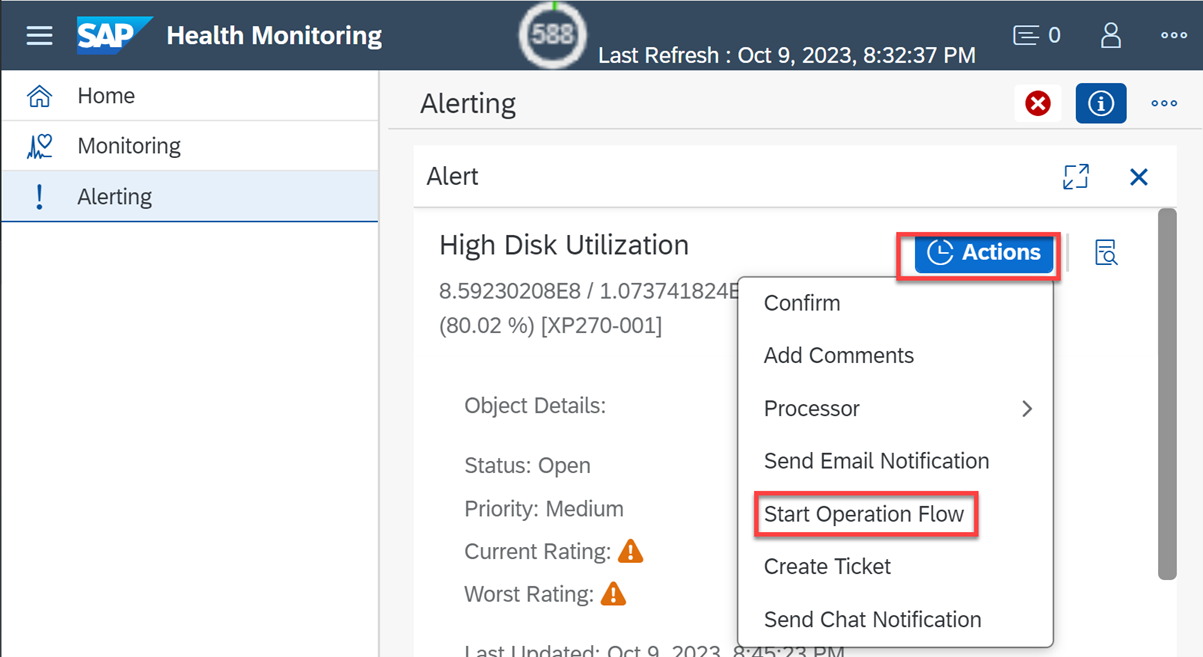 SAP Health Monitoring
588
Last Refresh : Oct 9, 2023, 8:32:37 PM
0
Home
Monitoring
Alerting
Alerting
Alert
High Disk Utilization
Actions
8.59230208E8 / 1.073741824E
(80.02 %) [XP270-001]
Object Details:
Status: Open
Priority: Medium
Current Rating:
Worst Rating:
Last Updated: Oct 9, 2023, 8:45:23 PM
Confirm
Add Comments
Processor
Send Email Notification
Start Operation Flow
Create Ticket
Send Chat Notification